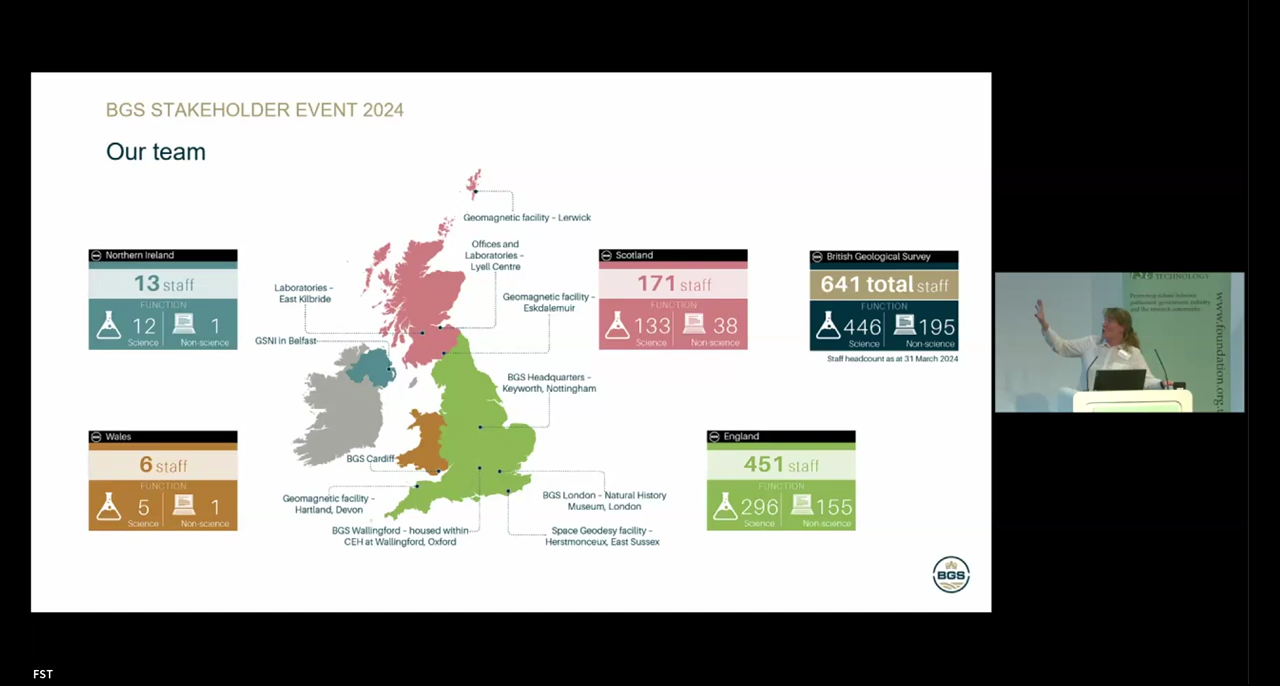 BGS STAKEHOLDER EVENT 2024
Our team
Geomagnetic facility – Lerwick
Offices and
Laboratories –
Lyell Centre
Laboratories –
East Kilbride
Geomagnetic facility –
Eskdalemuir
GSNI in Belfast
BGS Headquarters –
Keyworth, Nottingham
BGS Cardiff
Geomagnetic facility –
Hartland, Devon
BGS London – Natural History
Museum, London
BGS Wallingford – housed within
CEH at Wallingford, Oxford
Space Geodesy facility –
Herstmonceux, East Sussex
Northern Ireland
13 staff
FUNCTION
12 1
Science Non-science
Scotland
171 staff
FUNCTION
133 38
Science Non-science
British Geological Survey
641 total staff
FUNCTION
446 195
Science Non-science
Staff headcount as at 31 March 2024
Wales
6 staff
FUNCTION
5 1
Science Non-science
England
451 staff
FUNCTION
296 155
Science Non-science
BGS
TECHNOLOGY
www.foundation.org.
FST